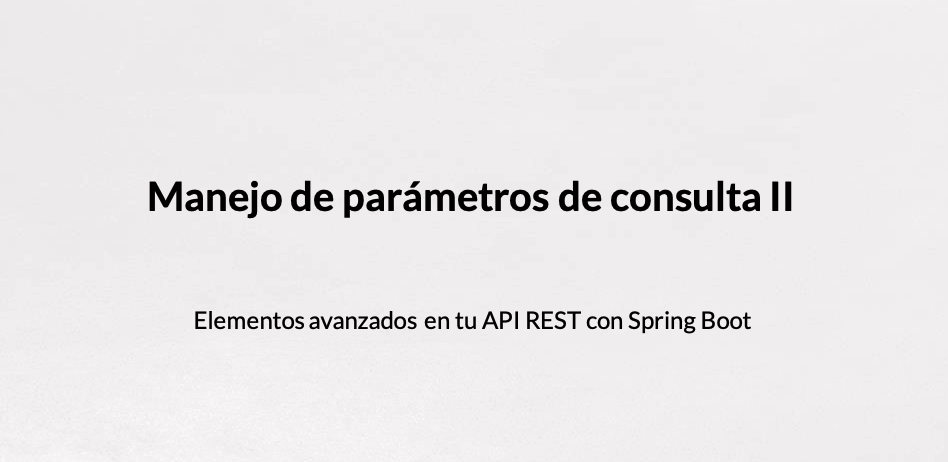 Manejo de parámetros de consulta II
Elementos avanzados en tu API REST con Spring Boot